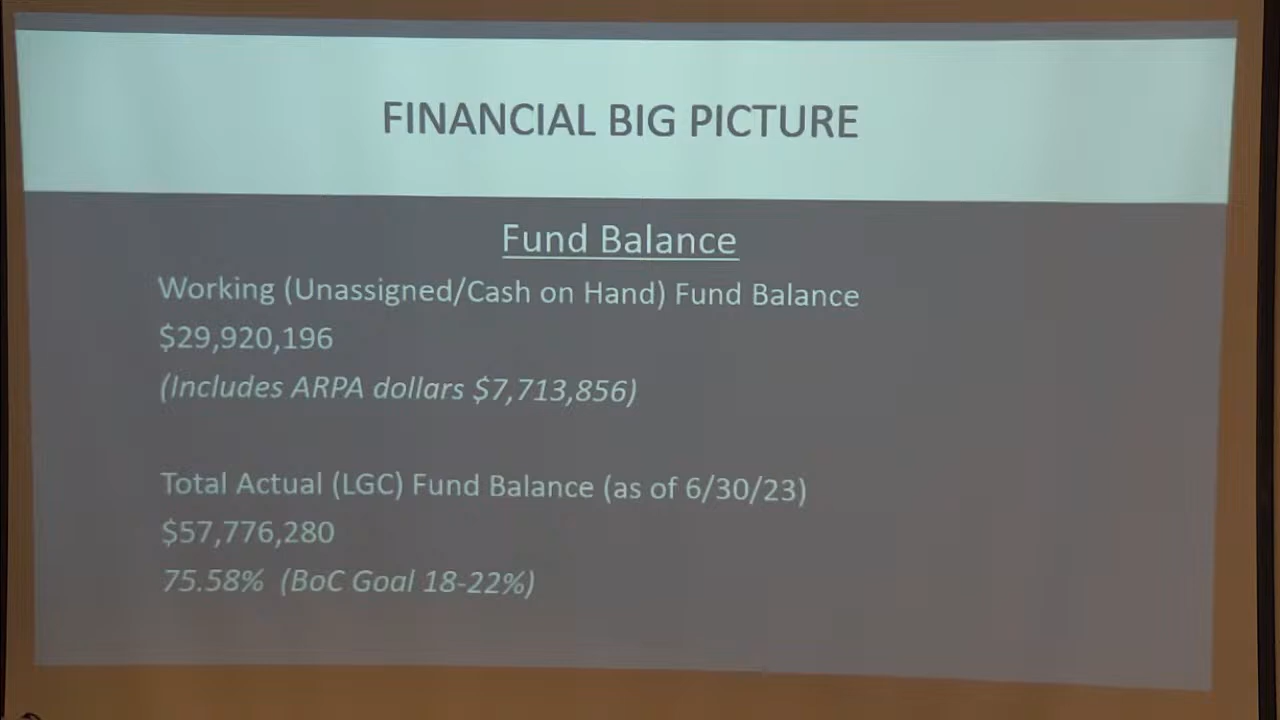 FINANCIAL BIG PICTURE
Fund Balance
Working (Unassigned/Cash on Hand) Fund Balance
$29,920,196
(Includes ARPA dollars $7,713,856)
Total Actual (LGC) Fund Balance (as of 6/30/23)
$57,776,280
75.58% (BoC Goal 18-22%)